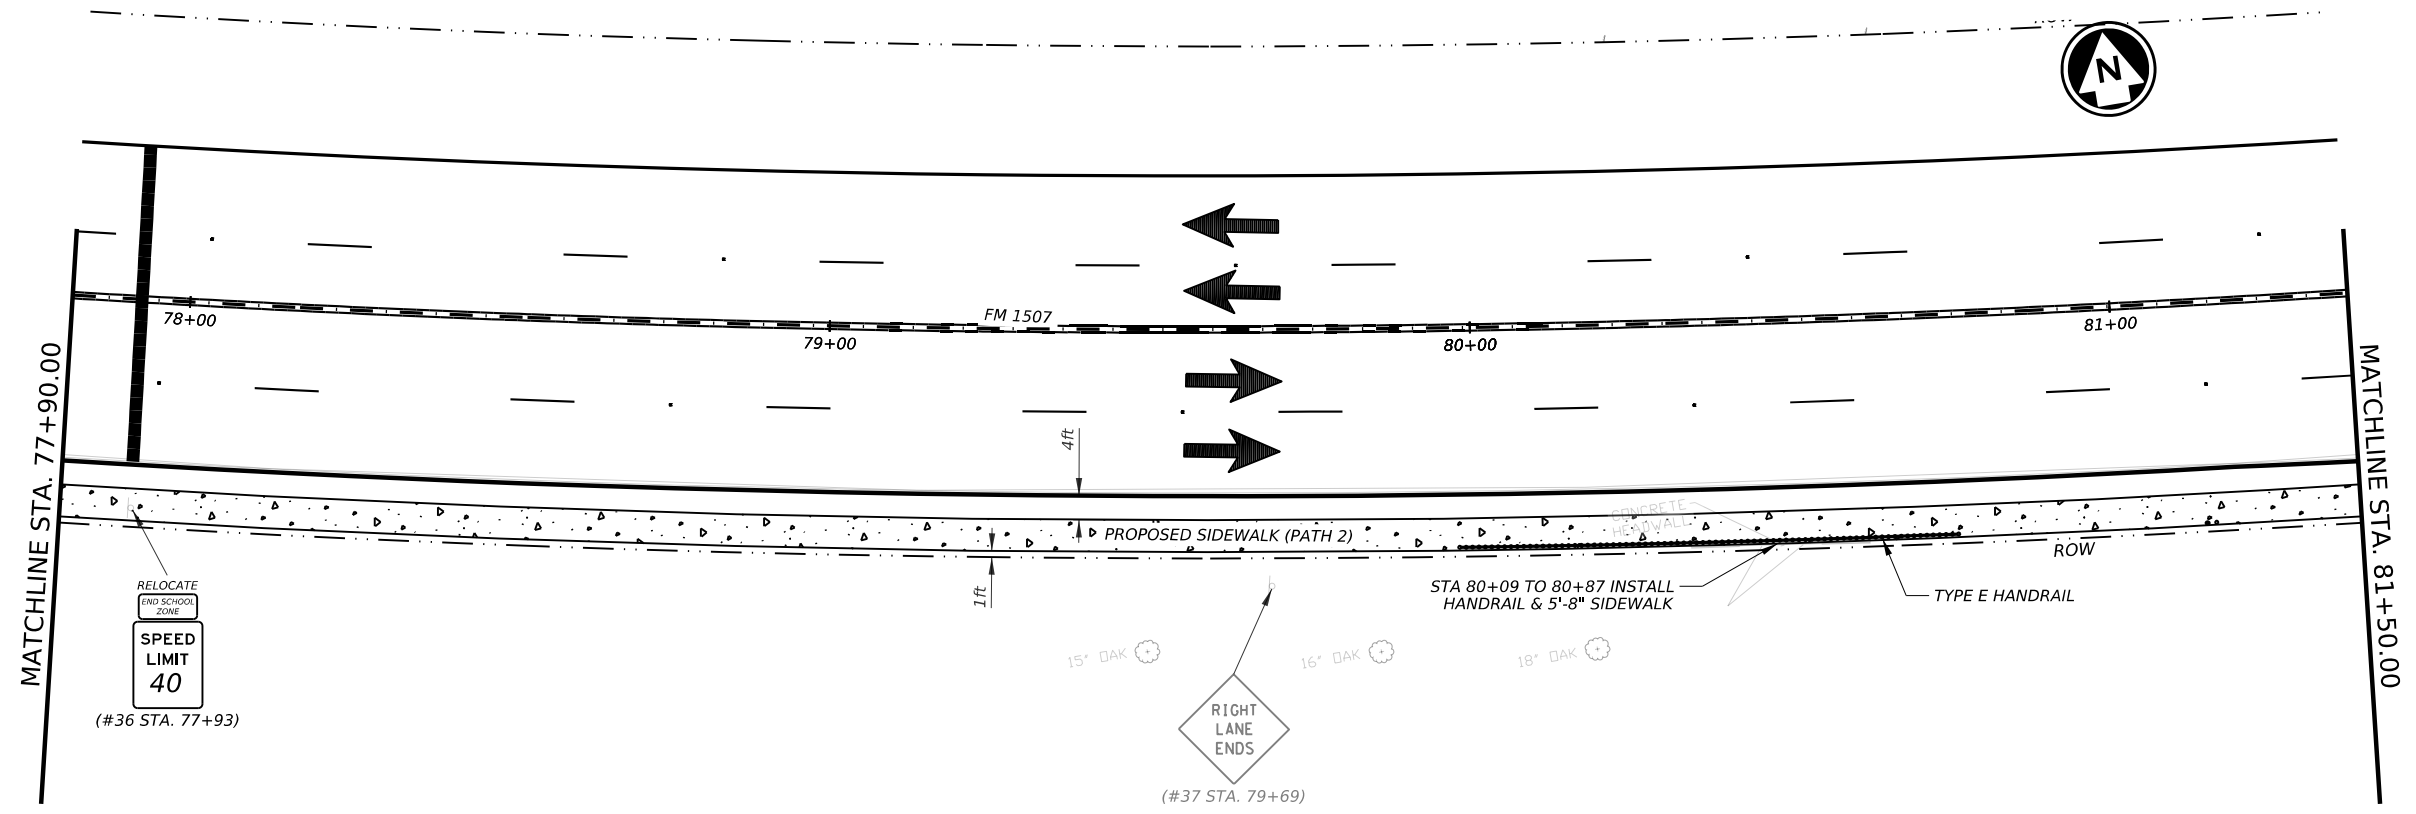 N
FM 1507
78+00
79+00
80+00
81+00
MATCHLINE STA. 77+90.00
MATCHLINE STA. 81+50.00
4ft
CONCRETE
HEADWALL
PROPOSED SIDEWALK (PATH 2)
ROW
1ft
RELOCATE
END SCHOOL
ZONE
SPEED
LIMIT
40
(#36 STA. 77+93)
STA 80+09 TO 80+87 INSTALL
HANDRAIL & 5'-8" SIDEWALK
TYPE E HANDRAIL
15" OAK
16" OAK
18" OAK
RIGHT
LANE
ENDS
(#37 STA. 79+69)